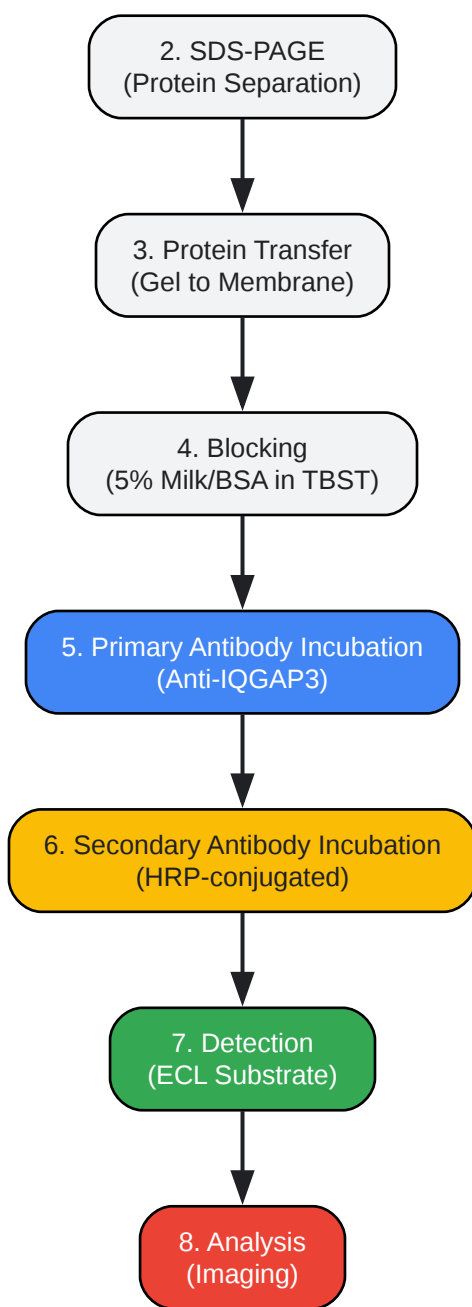 2. SDS-PAGE
(Protein Separation)
3. Protein Transfer
(Gel to Membrane)
4. Blocking
(5% Milk/BSA in TBST)
5. Primary Antibody Incubation
(Anti-IQGAP3)
6. Secondary Antibody Incubation
(HRP-conjugated)
7. Detection
(ECL Substrate)
8. Analysis
(Imaging)